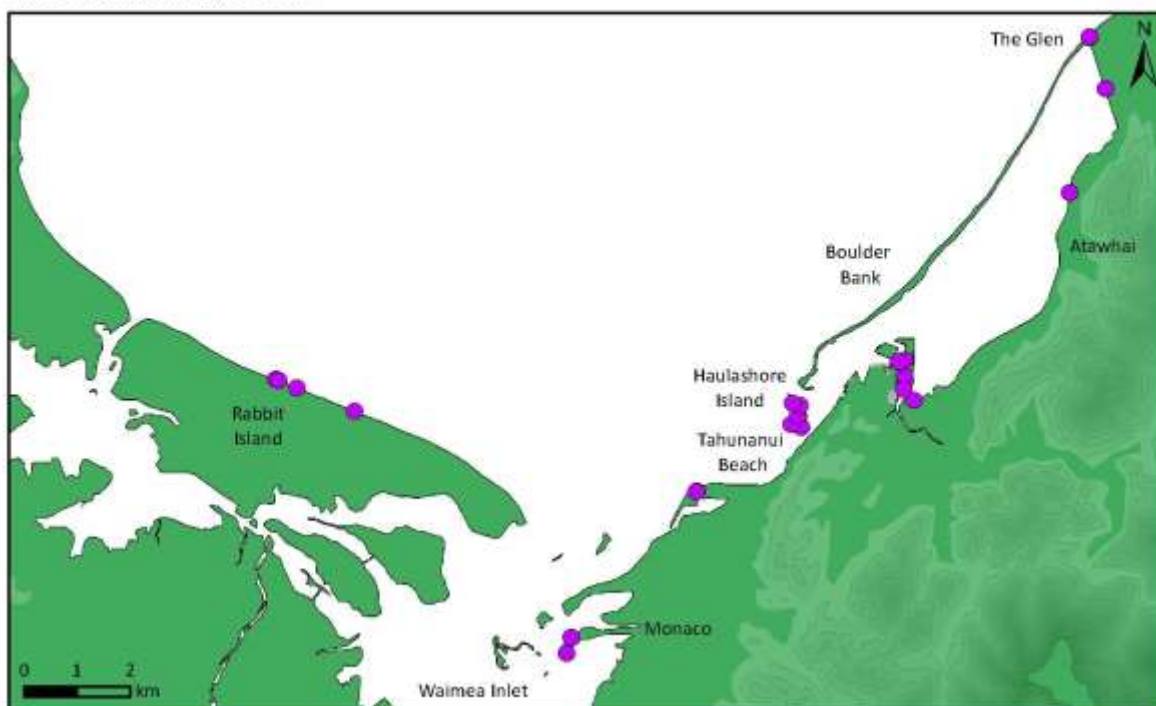 The Glen
N
Boulder
Bank
Atawhai
Haulashore
Island
Rabbit
Island
Tahunanui
Beach
Monaco
Waimea Inlet
0 1 2
km